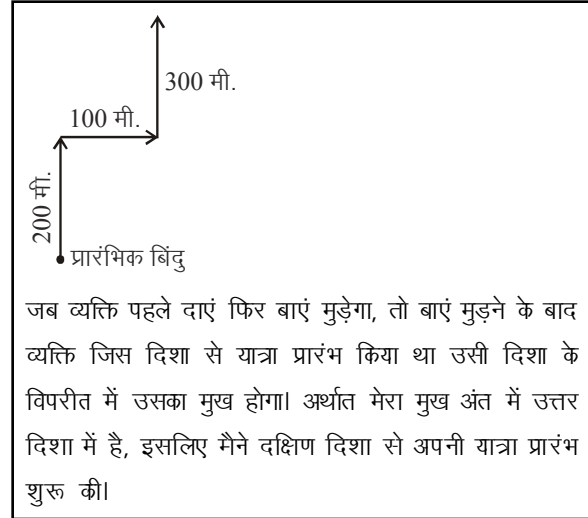 300 मी.
100 मी.
200 मी.
प्रारंभिक बिंदु
जब व्यक्ति पहले दाएं फिर बाएं मुड़ेगा, तो बाएं मुड़ने के बाद
व्यक्ति जिस दिशा से यात्रा प्रारंभ किया था उसी दिशा के
विपरीत में उसका मुख होगा। अर्थात मेरा मुख अंत में उत्तर
दिशा में है, इसलिए मैने दक्षिण दिशा से अपनी यात्रा प्रारंभ
शुरू की।